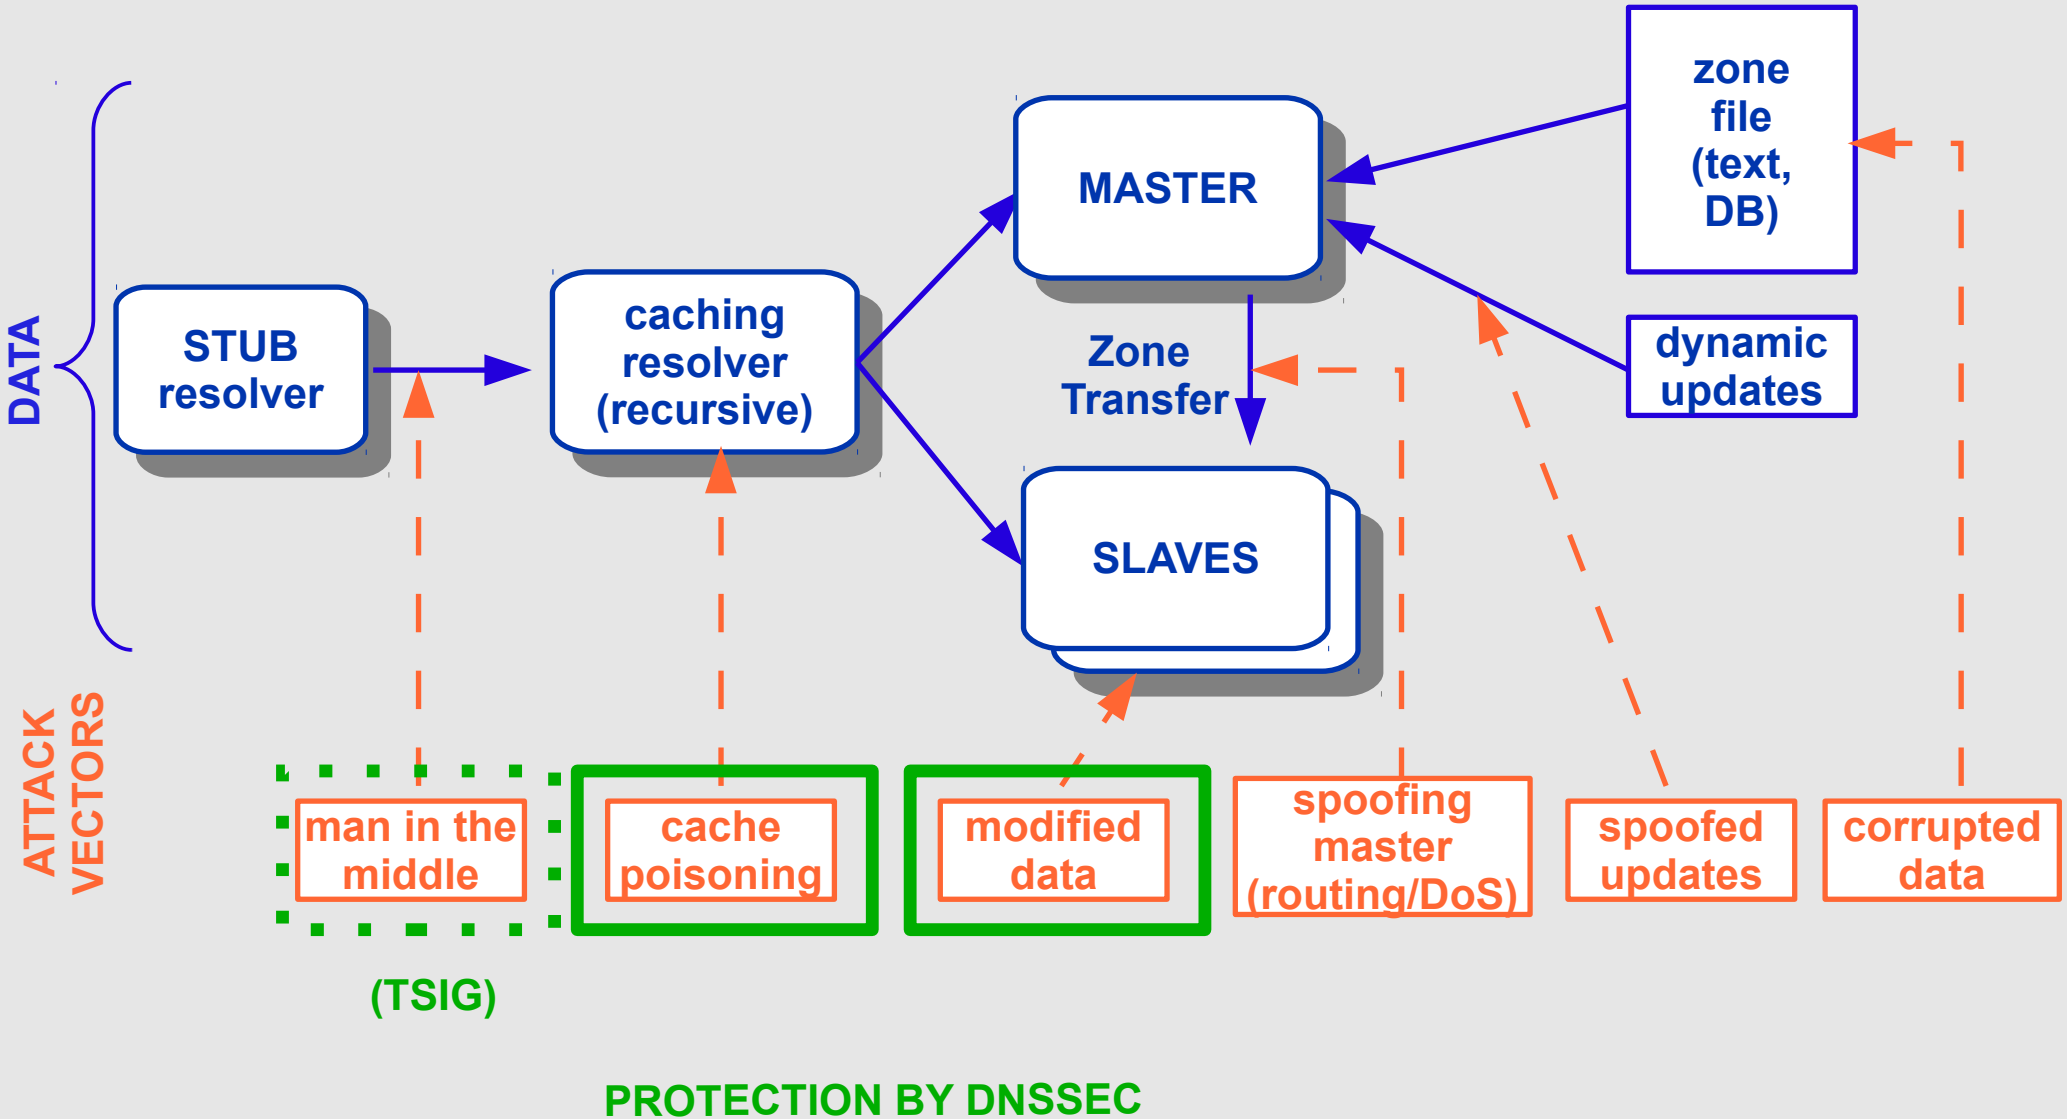 DATA
STUB
resolver
caching
resolver
(recursive)
MASTER
Zone
Transfer
SLAVES
zone
file
(text,
DB)
dynamic
updates
ATTACK
VECTORS
man in the
middle
cache
poisoning
modified
data
spoofing
master
(routing/DoS)
spoofed
updates
corrupted
data
(TSIG)
PROTECTION BY DNSSEC